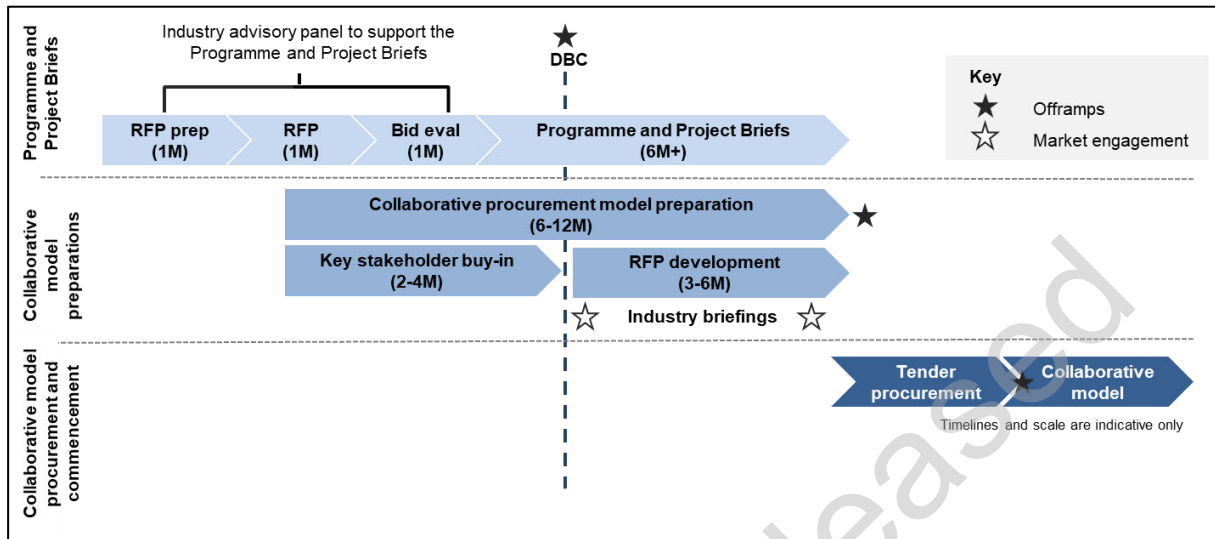 Programme and
Project Briefs
Industry advisory panel to support the
Programme and Project Briefs
DBC
Key
Offramps
Market engagement
RFP prep
(1M)
RFP
(1M)
Bid eval
(1M)
Programme and Project Briefs
(6M+)
Collaborative
model
preparations
Collaborative procurement model preparation
(6-12M)
Key stakeholder buy-in
(2-4M)
RFP development
(3-6M)
Industry briefings
Collaborative model
procurement and
commencement
Tender
procurement
Collaborative
model
Timelines and scale are indicative only